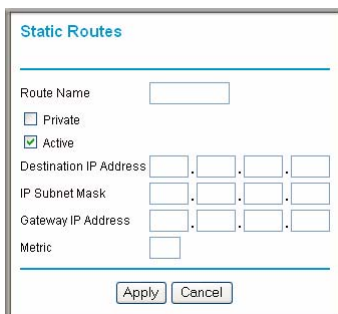 Static Routes
Route Name
Private
Active
Destination IP Address . . .
IP Subnet Mask . . .
Gateway IP Address . . .
Metric
Apply Cancel